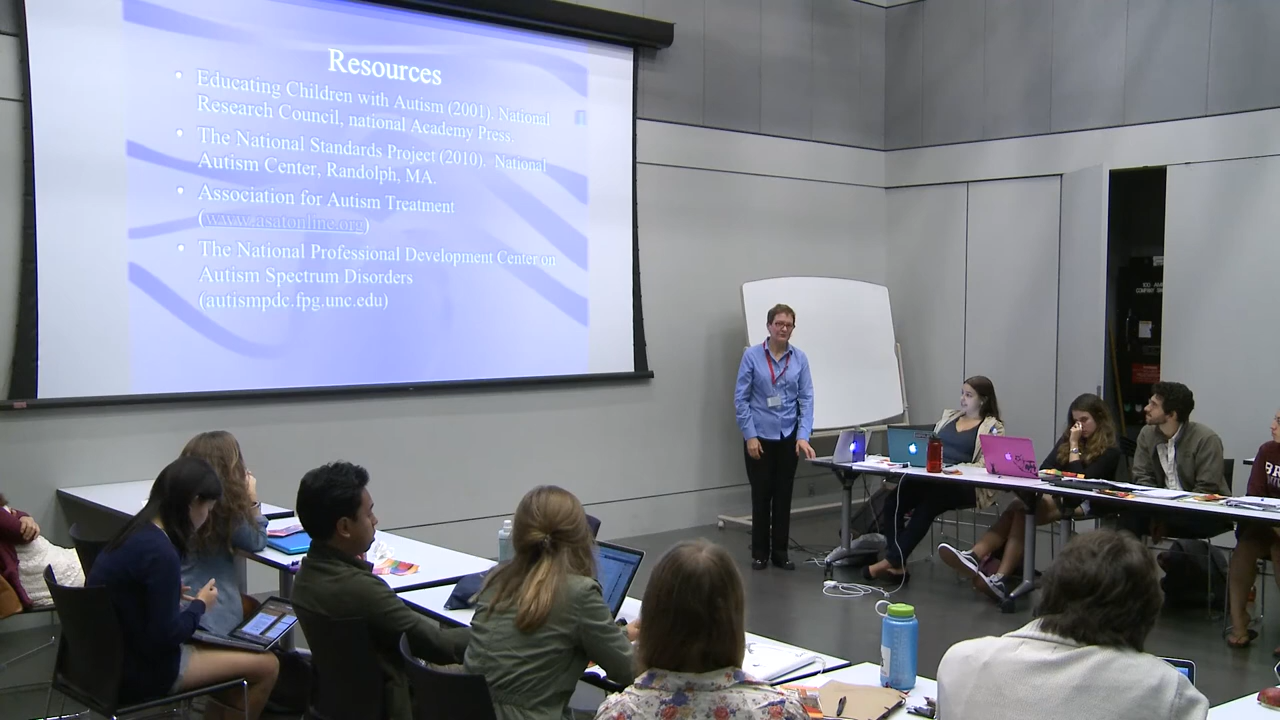 Resources
• Educating Children with Autism (2001). National
Research Council, national Academy Press.
• The National Standards Project (2010). National
Autism Center, Randolph, MA.
• Association for Autism Treatment
(www.asatonline.org)
• The National Professional Development Center on
Autism Spectrum Disorders
(autismpdc.fpg.unc.edu)